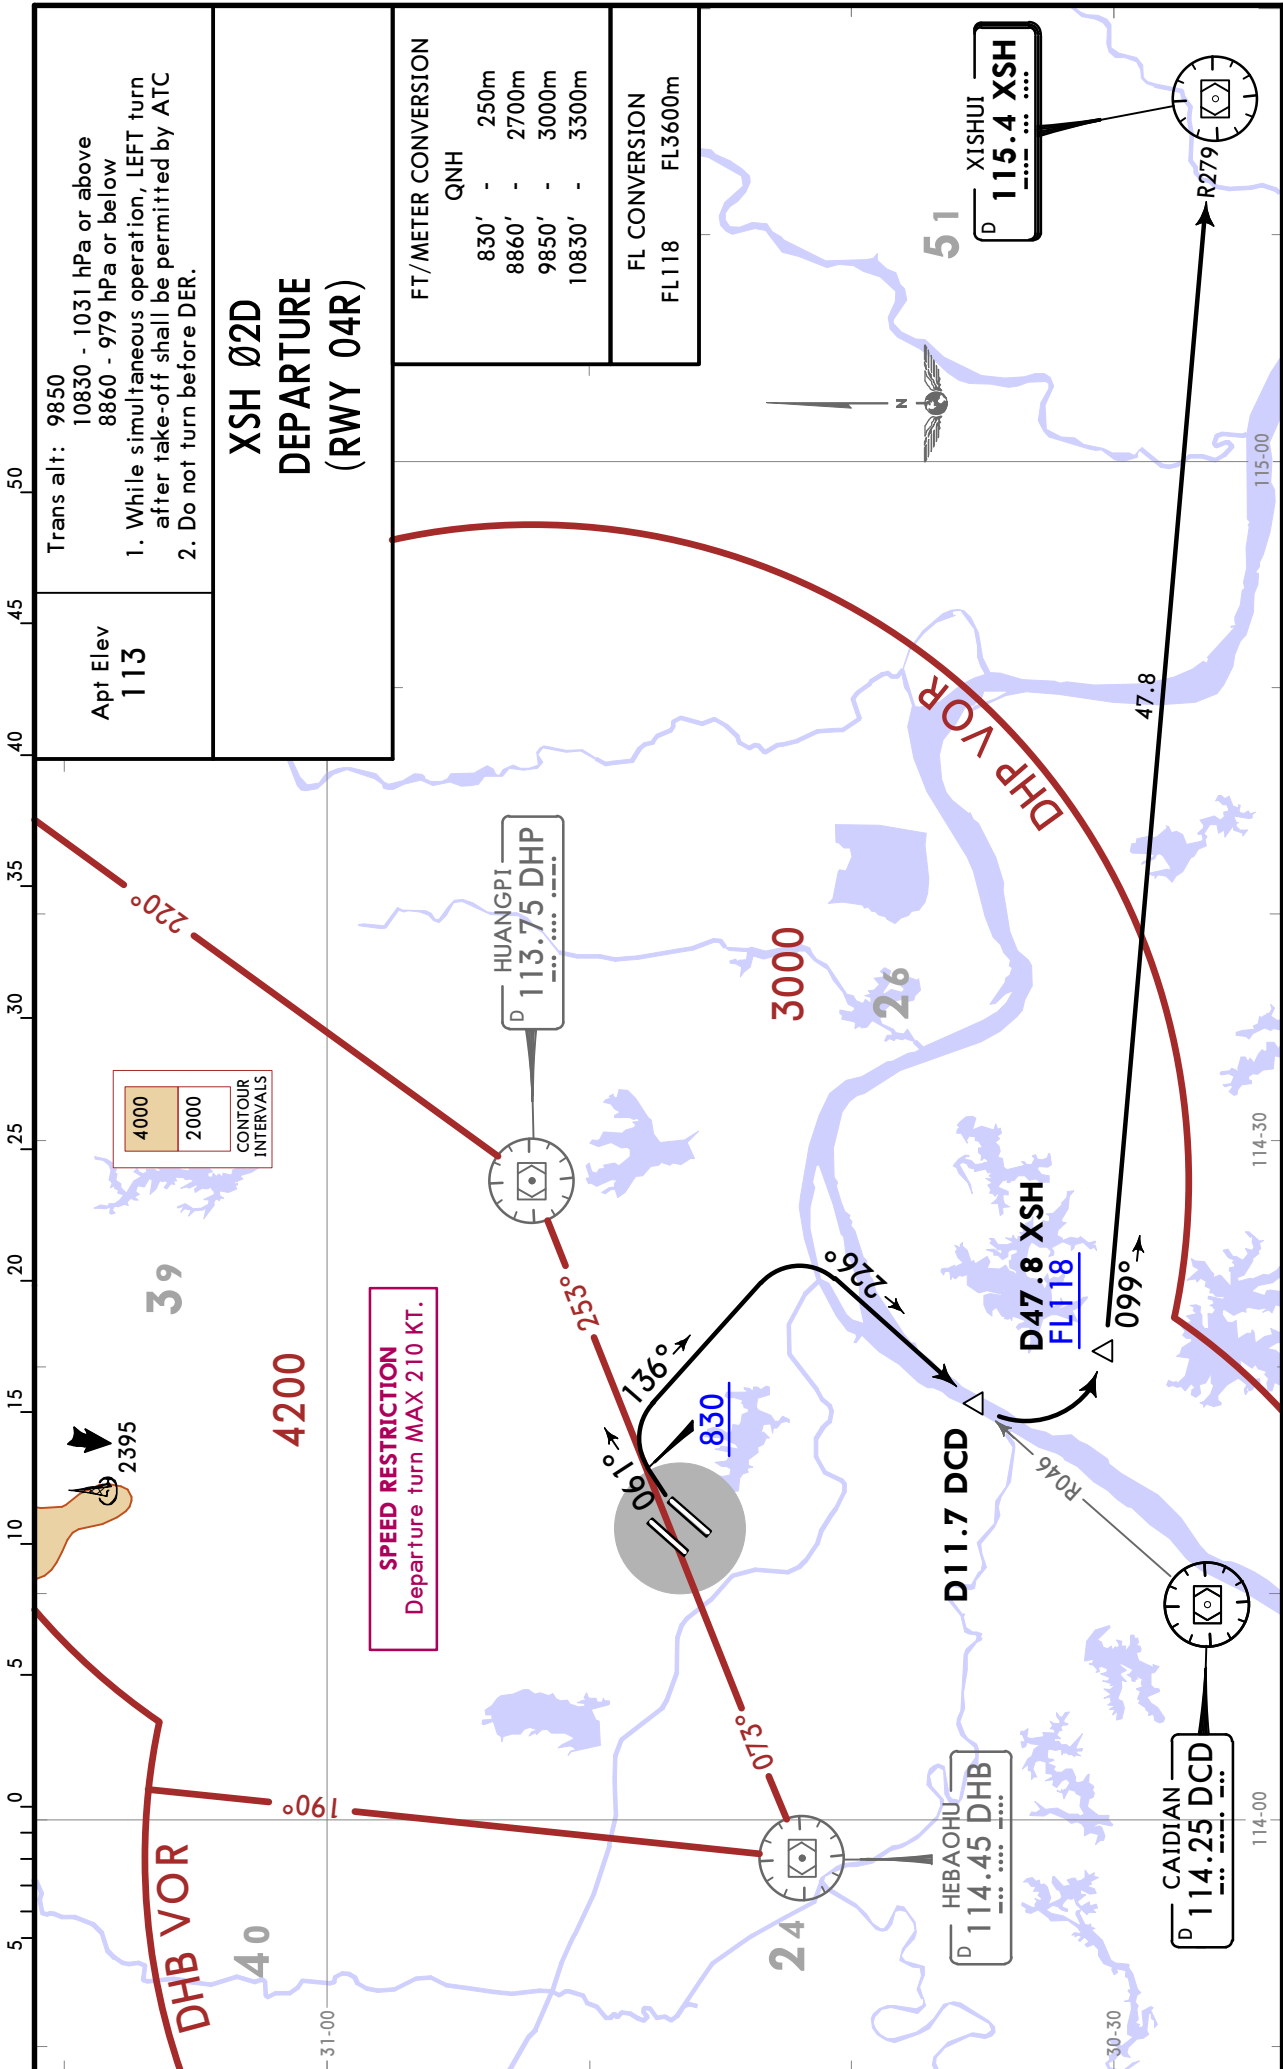 5 0 5 10 15 20 25 30 35 40 45 50
Apt Elev
113
Trans alt: 9850
10830 - 1031 hPa or above
8860 - 979 hPa or below
1. While simultaneous operation, LEFT turn
after take-off shall be permitted by ATC
2. Do not turn before DER.
XSH Ø2D
DEPARTURE
(RWY 04R)
FT/METER CONVERSION
QNH
830' - 250m
8860' - 2700m
9850' - 3000m
10830' - 3300m
FL CONVERSION
FL118 FL3600m
DHB VOR
40
190°
2395
39
4000
2000
CONTOUR
INTERVALS
220°
4200
31-00
SPEED RESTRICTION
Departure turn MAX 210 KT.
HUANGPI
D 113.75 DHP
253°
061°
136°
830
073°
24
3000
26
226°
DHP VOR
N
51
HEBAOHU
D 114.45 DHB
D11.7 DCD
R046
D47.8 XSH
FL118
099°
47.8
XISHUI
D 115.4 XSH
R279
CAIDIAN
D 114.25 DCD
30-30
114-00
114-30
115-00